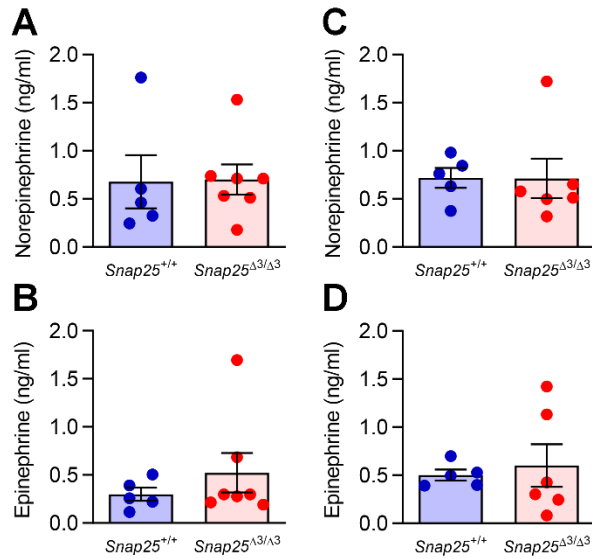 A
Norepinephrine (ng/ml)
2.0
1.5
1.0
0.5
0.0
Snap25+/+
Snap25Δ3/Δ3
C
Norepinephrine (ng/ml)
2.0
1.5
1.0
0.5
0.0
Snap25+/+
Snap25Δ3/Δ3
B
Epinephrine (ng/ml)
2.0
1.5
1.0
0.5
0.0
Snap25+/+
Snap25Δ3/Δ3
D
Epinephrine (ng/ml)
2.0
1.5
1.0
0.5
0.0
Snap25+/+
Snap25Δ3/Δ3